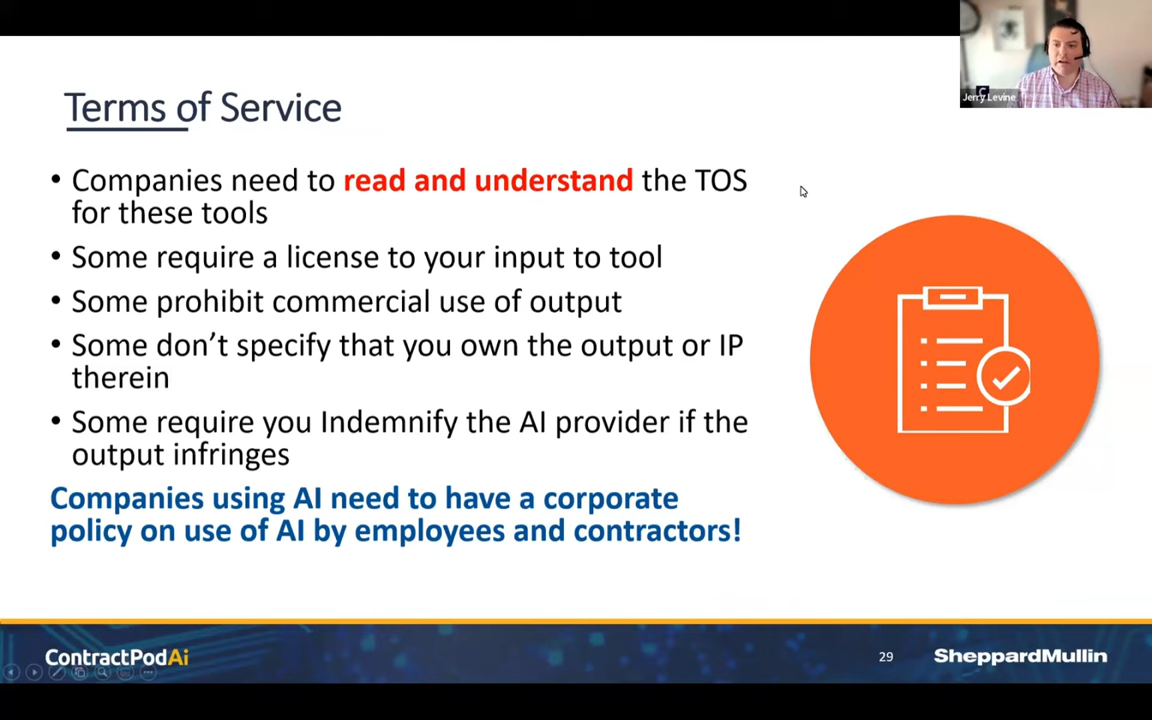 Jerry Levine
Terms of Service
• Companies need to read and understand the TOS
for these tools
• Some require a license to your input to tool
• Some prohibit commercial use of output
• Some don’t specify that you own the output or IP
therein
• Some require you Indemnify the AI provider if the
output infringes
Companies using AI need to have a corporate
policy on use of AI by employees and contractors!
ContractPodAi
29
SheppardMullin